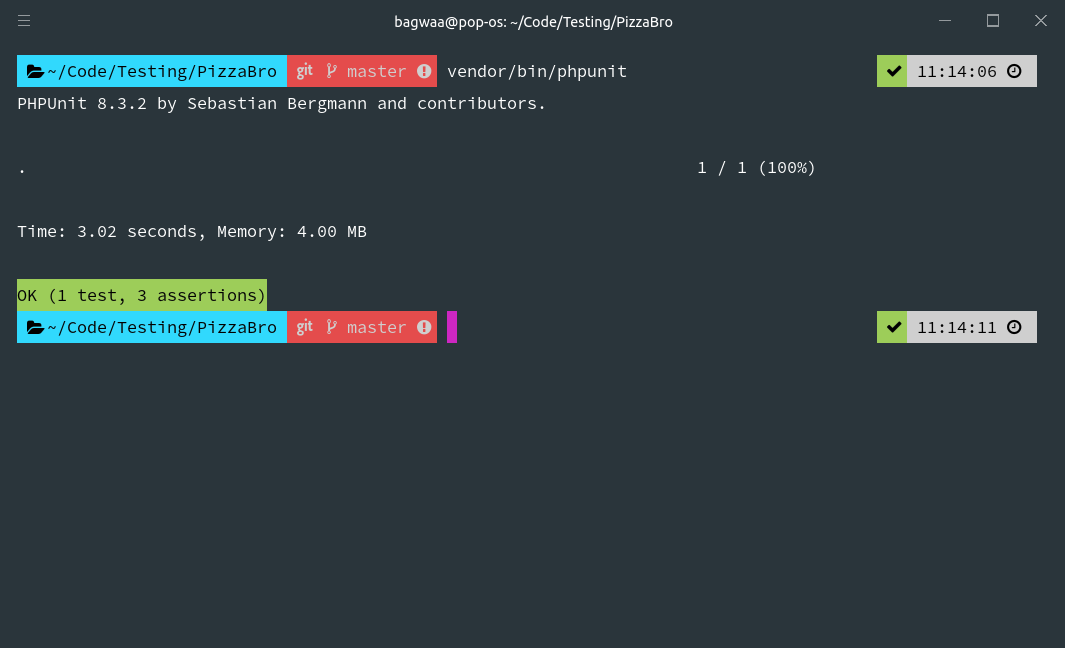 bagwaa@pop-os: ~/Code/Testing/PizzaBro
~/Code/Testing/PizzaBro git master vendor/bin/phpunit 11:14:06
PHPUnit 8.3.2 by Sebastian Bergmann and contributors.
. 1 / 1 (100%)
Time: 3.02 seconds, Memory: 4.00 MB
OK (1 test, 3 assertions)
~/Code/Testing/PizzaBro git master 11:14:11